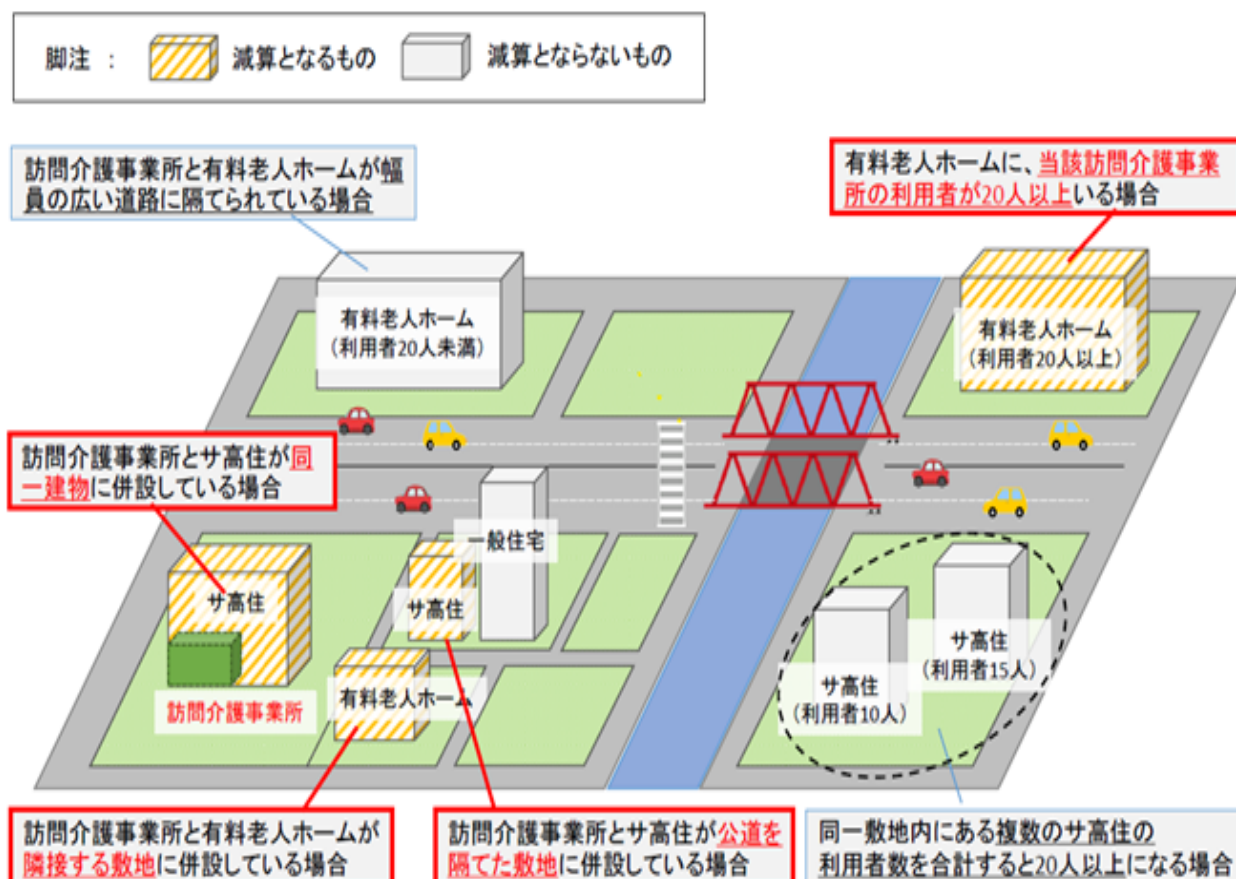 脚注 : 減算となるもの 減算とならないもの
訪問介護事業所と有料老人ホームが幅
員の広い道路に隔てられている場合
有料老人ホームに、当該訪問介護事業
所の利用者が20人以上いる場合
有料老人ホーム
(利用者20人未満)
有料老人ホーム
(利用者20人以上)
訪問介護事業所とサ高住が同
一建物に併設している場合
一般住宅
サ高住
サ高住
サ高住
(利用者15人)
サ高住
(利用者10人)
有料老人ホーム
訪問介護事業所
訪問介護事業所と有料老人ホームが
隣接する敷地に併設している場合
訪問介護事業所とサ高住が公道を
隔てた敷地に併設している場合
同一敷地内にある複数のサ高住の
利用者数を合計すると20人以上になる場合